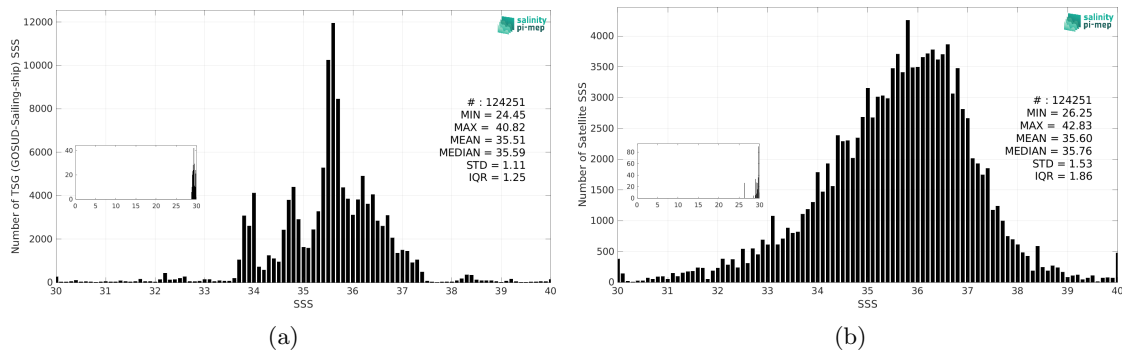 12000
10000
8000
6000
4000
2000
0
Number of TSG (GOSUD-Sailing-ship) SSS
salinity
pi-mep
# : 124251
MIN = 24.45
MAX = 40.82
MEAN = 35.51
MEDIAN = 35.59
STD = 1.11
IQR = 1.25
40
20
0
0 5 10 15 20 25 30
30 31 32 33 34 35 36 37 38 39 40
SSS
(a)
4000
3500
3000
2500
2000
1500
1000
500
0
Number of Satellite SSS
salinity
pi-mep
# : 124251
MIN = 26.25
MAX = 42.83
MEAN = 35.60
MEDIAN = 35.76
STD = 1.53
IQR = 1.86
80
60
40
20
0
0 5 10 15 20 25 30
30 31 32 33 34 35 36 37 38 39 40
SSS
(b)